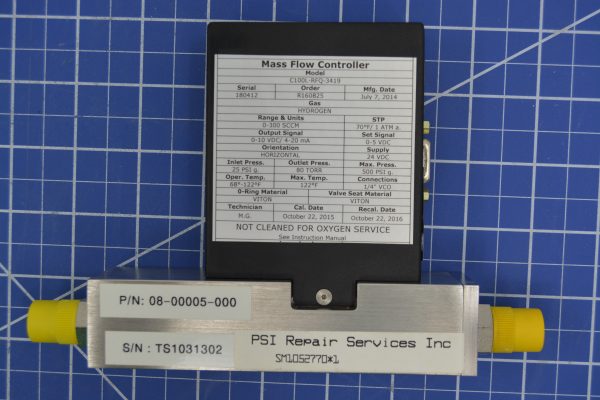 Mass Flow Controller
Model
C100L-RFQ-3419
Serial Order Mfg. Date
180412 R160825 July 7, 2014
Gas
HYDROGEN
Range & Units STP
0-300 SCCM 70°F/ 1 ATM a.
Output Signal Set Signal
0-10 VDC/ 4-20 mA 0-5 VDC
Orientation Supply
HORIZONTAL 24 VDC
Inlet Press. Outlet Press. Max. Press.
25 PSI g. 80 TORR 500 PSI g.
Oper. Temp. Max. Temp. Connections
68°-122°F 122°F 1/4" VCO
O-Ring Material Valve Seat Material
VITON VITON
Technician Cal. Date Recal. Date
M.G. October 22, 2015 October 22, 2016
NOT CLEANED FOR OXYGEN SERVICE
See Instruction Manual
P/N: 08-00005-000
S/N : TS1031302
PSI Repair Services Inc
SM1052770*1